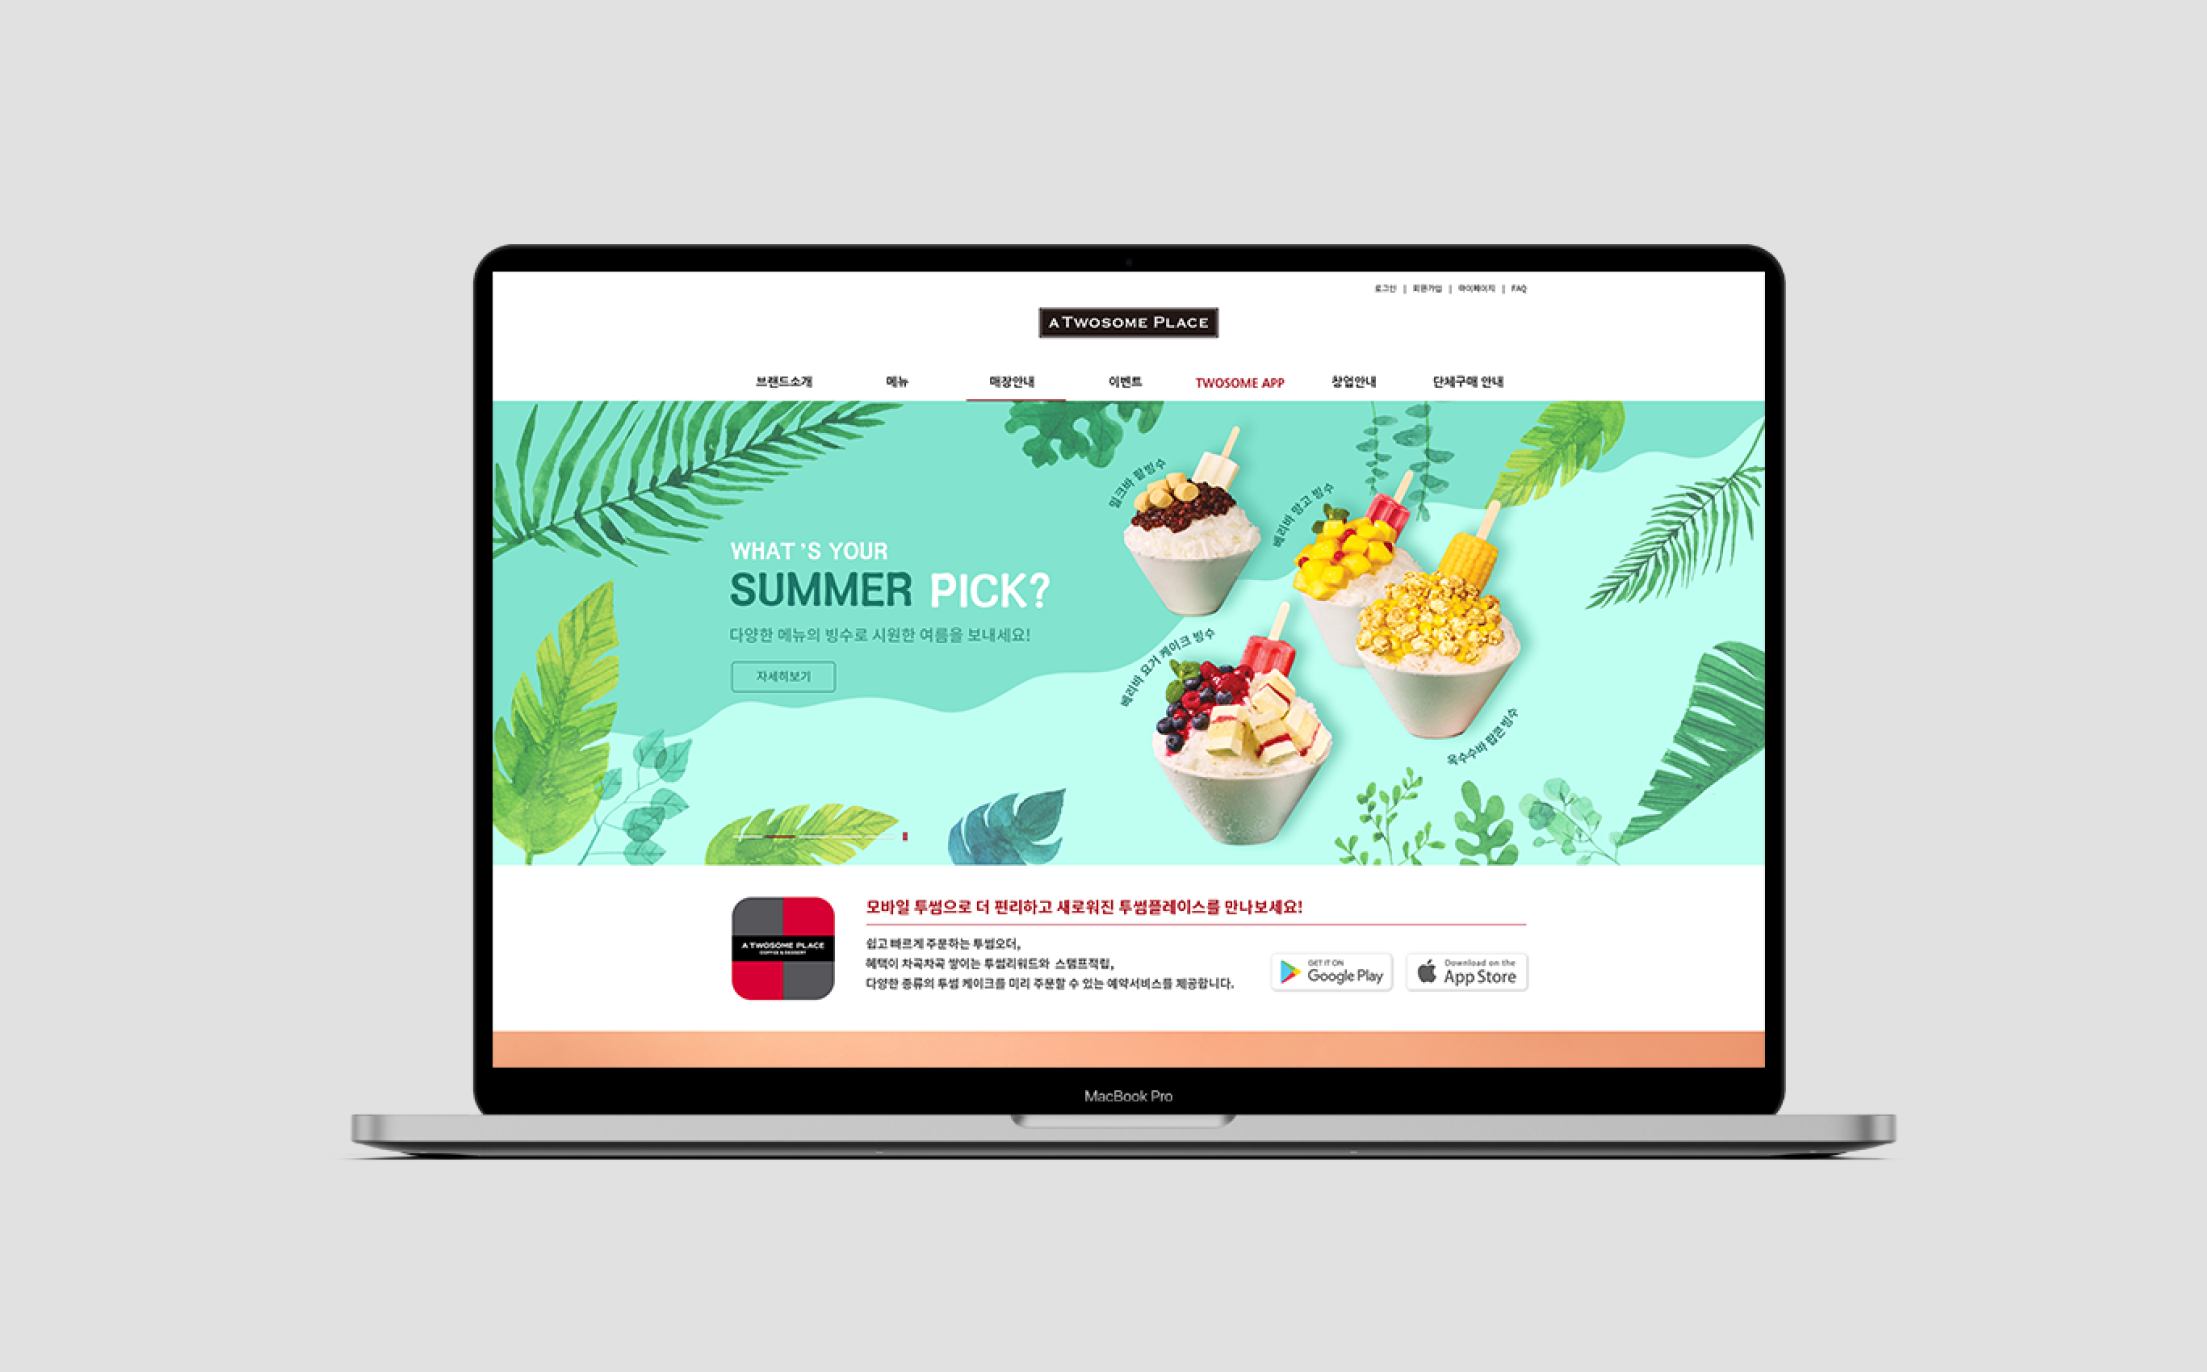 로그인 | 회원가입 | 마이페이지 | FAQ
A TWOSOME PLACE
브랜드소개 메뉴 매장안내 이벤트 TWOSOME APP 창업안내 단체구매 안내
WHAT'S YOUR
SUMMER PICK?
다양한 메뉴의 빙수로 시원한 여름을 보내세요!
자세히보기
밀크바 팥빙수
베리바 망고 빙수
베리바 요거 케이크 빙수
옥수수바 팝콘 빙수
A TWOSOME PLACE
COFFEE & DESSERT
모바일 투썸으로 더 편리하고 새로워진 투썸플레이스를 만나보세요!
쉽고 빠르게 주문하는 투썸오더,
혜택이 차곡차곡 쌓이는 투썸리워드와 스탬프적립,
다양한 종류의 투썸 케이크를 미리 주문할 수 있는 예약서비스를 제공합니다.
GET IT ON
Google Play
Download on the
App Store
MacBook Pro